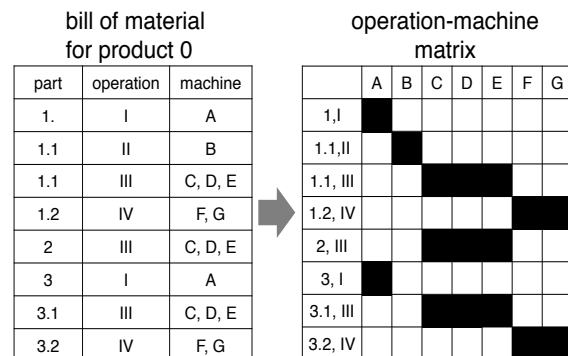 bill of material
for product 0
part operation machine
1. I A
1.1 II B
1.1 III C, D, E
1.2 IV F, G
2 III C, D, E
3 I A
3.1 III C, D, E
3.2 IV F, G
operation-machine
matrix
A B C D E F G
1,I
1.1,II
1.1, III
1.2, IV
2, III
3, I
3.1, III
3.2, IV